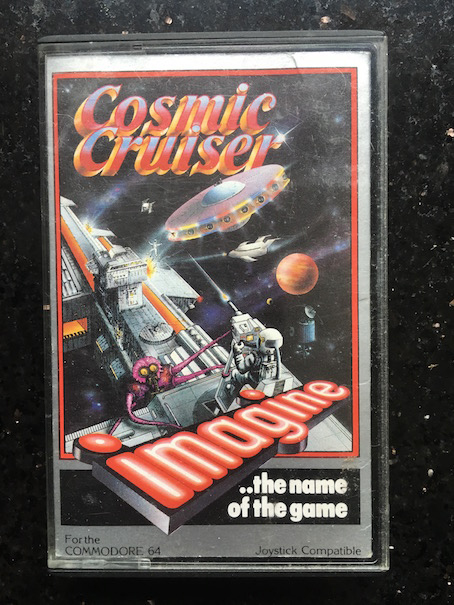 Cosmic
Cruiser
imagine
..the name
of the game
For the
COMMODORE 64
Joystick Compatible